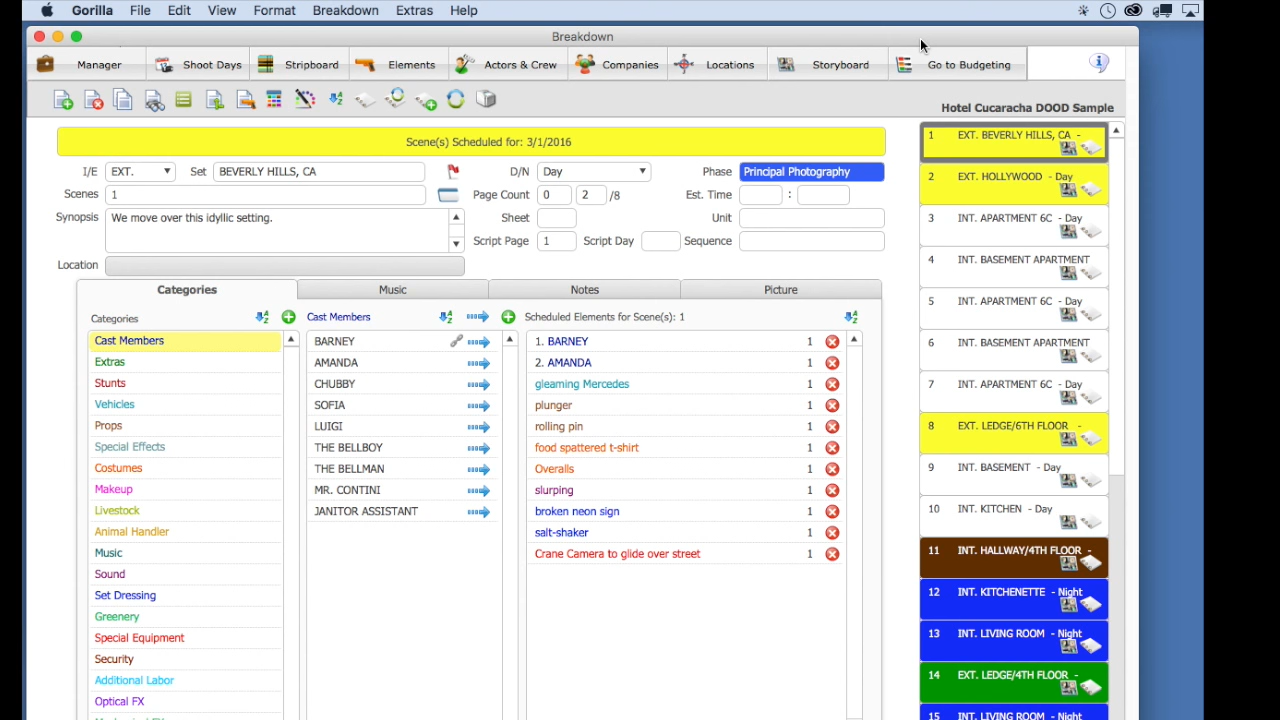 Gorilla File Edit View Format Breakdown Extras Help
Breakdown
Manager Shoot Days Stripboard Elements Actors & Crew Companies Locations Storyboard Go to Budgeting
Hotel Cucaracha DOOD Sample
Scene(s) Scheduled for: 3/1/2016
I/E EXT. Set BEVERLY HILLS, CA D/N Day Phase Principal Photography
Scenes 1 Page Count 0 2 /8 Est. Time :
Synopsis We move over this idyllic setting. Sheet Unit
Script Page 1 Script Day Sequence
Location
Categories Music Notes Picture
Categories Cast Members Scheduled Elements for Scene(s): 1
Cast Members BARNEY 1. BARNEY 1
Extras AMANDA 2. AMANDA 1
Stunts CHUBBY gleaming Mercedes 1
Vehicles SOFIA plunger 1
Props LUIGI rolling pin 1
Special Effects THE BELLBOY food spattered t-shirt 1
Costumes THE BELLMAN Overalls 1
Makeup MR. CONTINI slurping 1
Livestock JANITOR ASSISTANT broken neon sign 1
Animal Handler salt-shaker 1
Music Crane Camera to glide over street 1
Sound
Set Dressing
Greenery
Special Equipment
Security
Additional Labor
Optical FX
1 EXT. BEVERLY HILLS, CA -
2 EXT. HOLLYWOOD - Day
3 INT. APARTMENT 6C - Day
4 INT. BASEMENT APARTMENT
5 INT. APARTMENT 6C - Day
6 INT. BASEMENT APARTMENT
7 INT. APARTMENT 6C - Day
8 EXT. LEDGE/6TH FLOOR -
9 INT. BASEMENT - Day
10 INT. KITCHEN - Day
11 INT. HALLWAY/4TH FLOOR -
12 INT. KITCHENETTE - Night
13 INT. LIVING ROOM - Night
14 EXT. LEDGE/4TH FLOOR -
15 INT. LIVING ROOM - Night